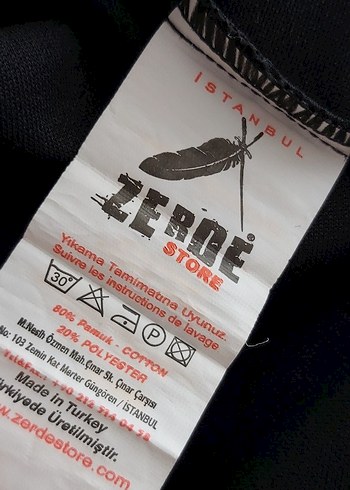 İSTANBUL
ZERDE®
STORE
Yıkama Tamimatına Uyunuz.
Suivre les instructions de lavage
30° P
80% Pamuk - COTTON
20% POLYESTER
M.Nesih Özmen Mah.Çınar Sk. Çınar Çarşısı
No: 103 Zemin Kat Merter Güngören / İSTANBUL
Made in Turkey
Türkiyede Üretilmiştir.
www.zerdestore.com